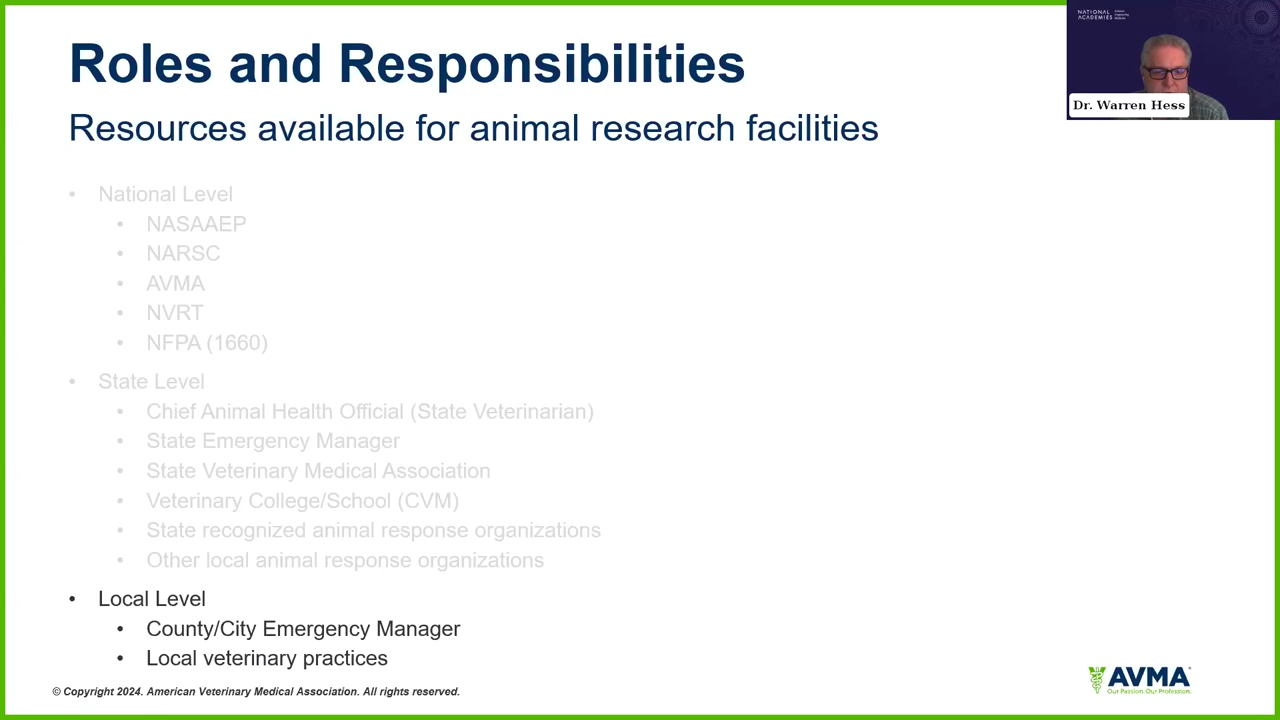 Roles and Responsibilities
Resources available for animal research facilities
• National Level
• NASAAEP
• NARSC
• AVMA
• NVRT
• NFPA (1660)
• State Level
• Chief Animal Health Official (State Veterinarian)
• State Emergency Manager
• State Veterinary Medical Association
• Veterinary College/School (CVM)
• State recognized animal response organizations
• Other local animal response organizations
• Local Level
• County/City Emergency Manager
• Local veterinary practices
© Copyright 2024. American Veterinary Medical Association. All rights reserved.
AVMA
Our Passion. Our Profession.
NATIONAL
ACADEMIES
Sciences
Engineering
Medicine
Dr. Warren Hess